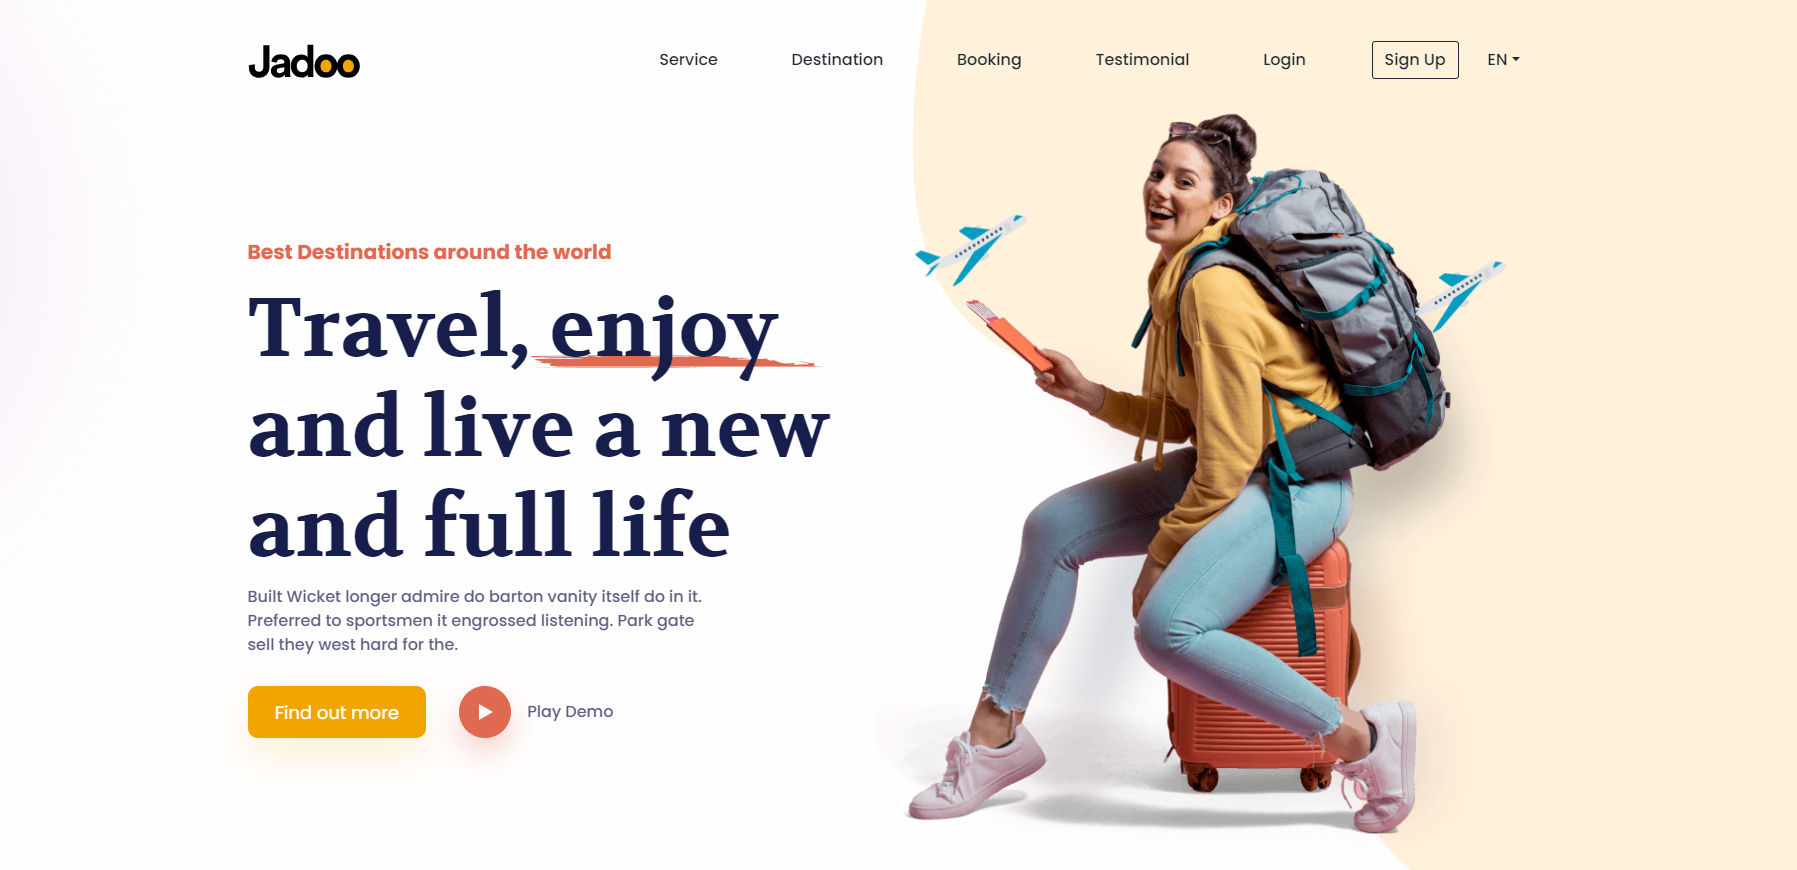 Jadoo
Service
Destination
Booking
Testimonial
Login
Sign Up
EN
Best Destinations around the world
Travel, enjoy
and live a new
and full life
Built Wicket longer admire do barton vanity itself do in it.
Preferred to sportsmen it engrossed listening. Park gate
sell they west hard for the.
Find out more
Play Demo